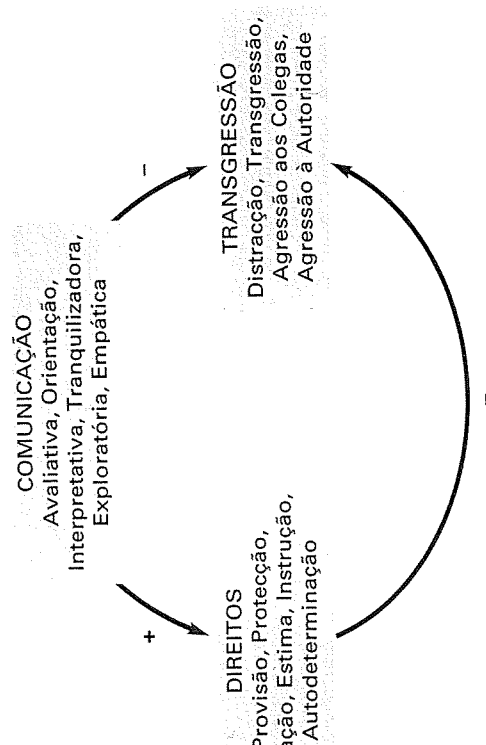 COMUNICAÇÃO
Avaliativa, Orientação,
Interpretativa, Tranquilizadora,
Exploratória, Empática
+
–
DIREITOS
Provisão, Protecção,
Estima, Instrução,
Autodeterminação
TRANSGRESSÃO
Distracção, Transgressão,
Agressão aos Colegas,
Agressão à Autoridade
–